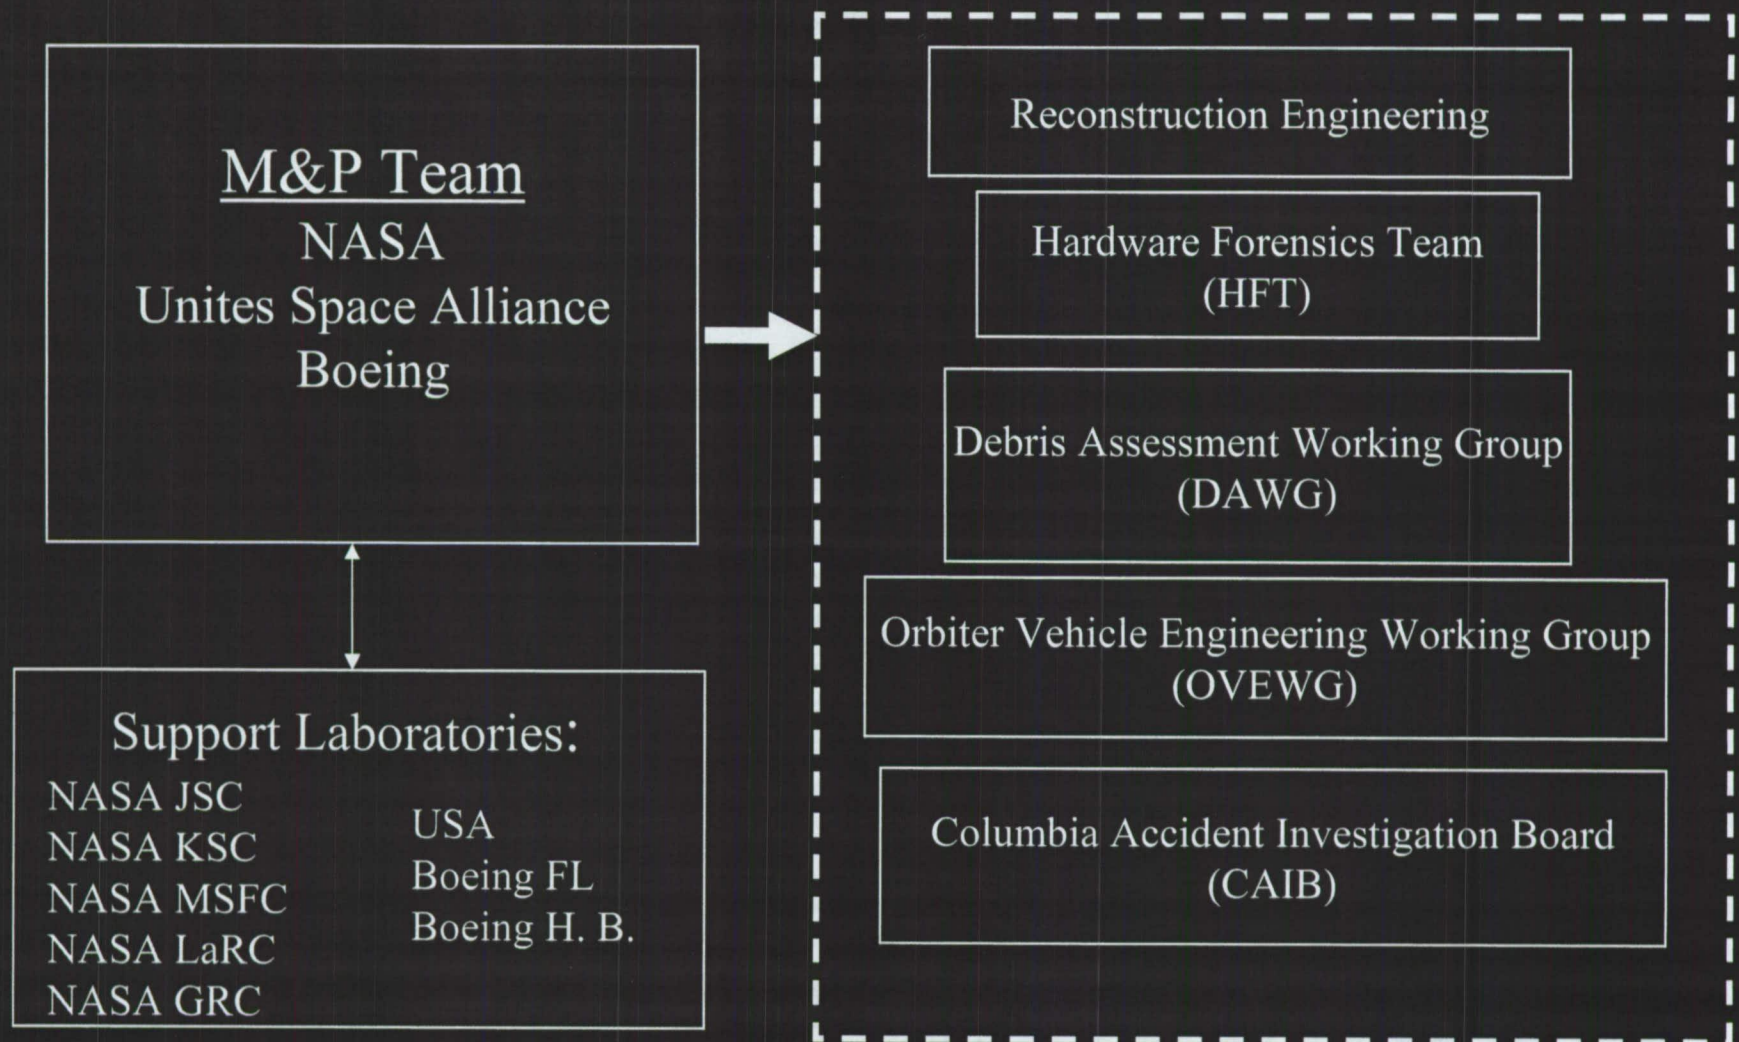 M&P Team
NASA
Unites Space Alliance
Boeing
Support Laboratories:
NASA JSC
NASA KSC
NASA MSFC
NASA LaRC
NASA GRC
USA
Boeing FL
Boeing H. B.
Reconstruction Engineering
Hardware Forensics Team
(HFT)
Debris Assessment Working Group
(DAWG)
Orbiter Vehicle Engineering Working Group
(OVEWG)
Columbia Accident Investigation Board
(CAIB)